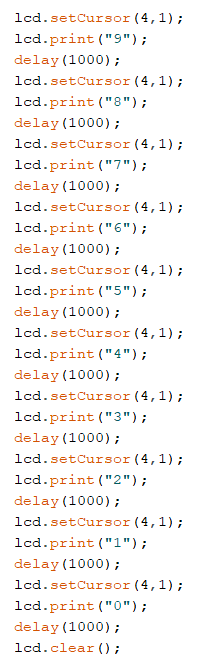 lcd.setCursor(4,1);
lcd.print("9");
delay(1000);
lcd.setCursor(4,1);
lcd.print("8");
delay(1000);
lcd.setCursor(4,1);
lcd.print("7");
delay(1000);
lcd.setCursor(4,1);
lcd.print("6");
delay(1000);
lcd.setCursor(4,1);
lcd.print("5");
delay(1000);
lcd.setCursor(4,1);
lcd.print("4");
delay(1000);
lcd.setCursor(4,1);
lcd.print("3");
delay(1000);
lcd.setCursor(4,1);
lcd.print("2");
delay(1000);
lcd.setCursor(4,1);
lcd.print("1");
delay(1000);
lcd.setCursor(4,1);
lcd.print("0");
delay(1000);
lcd.clear();